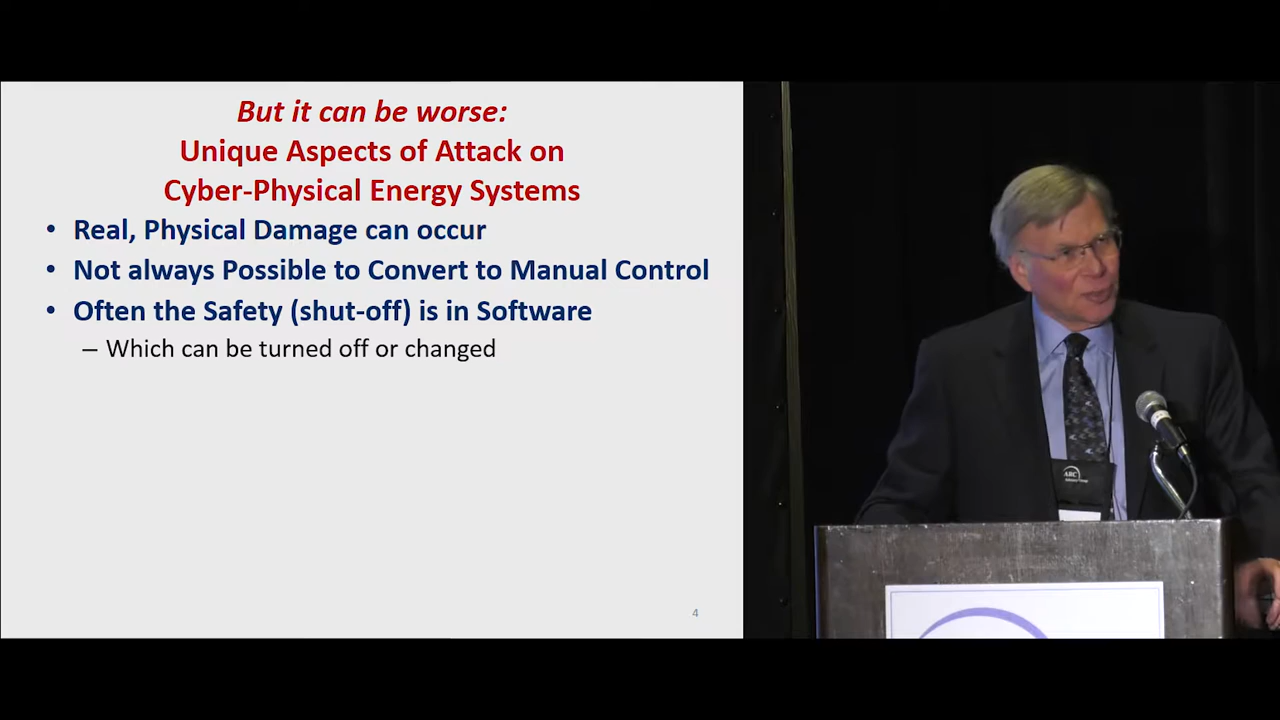 But it can be worse:
Unique Aspects of Attack on
Cyber-Physical Energy Systems
• Real, Physical Damage can occur
• Not always Possible to Convert to Manual Control
• Often the Safety (shut-off) is in Software
– Which can be turned off or changed
4
ARC